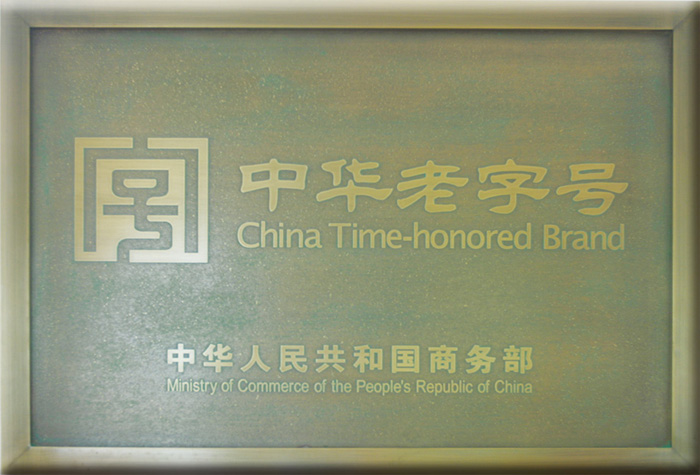 中华老字号
China Time-honored Brand
中华人民共和国商务部
Ministry of Commerce of the People's Republic of China